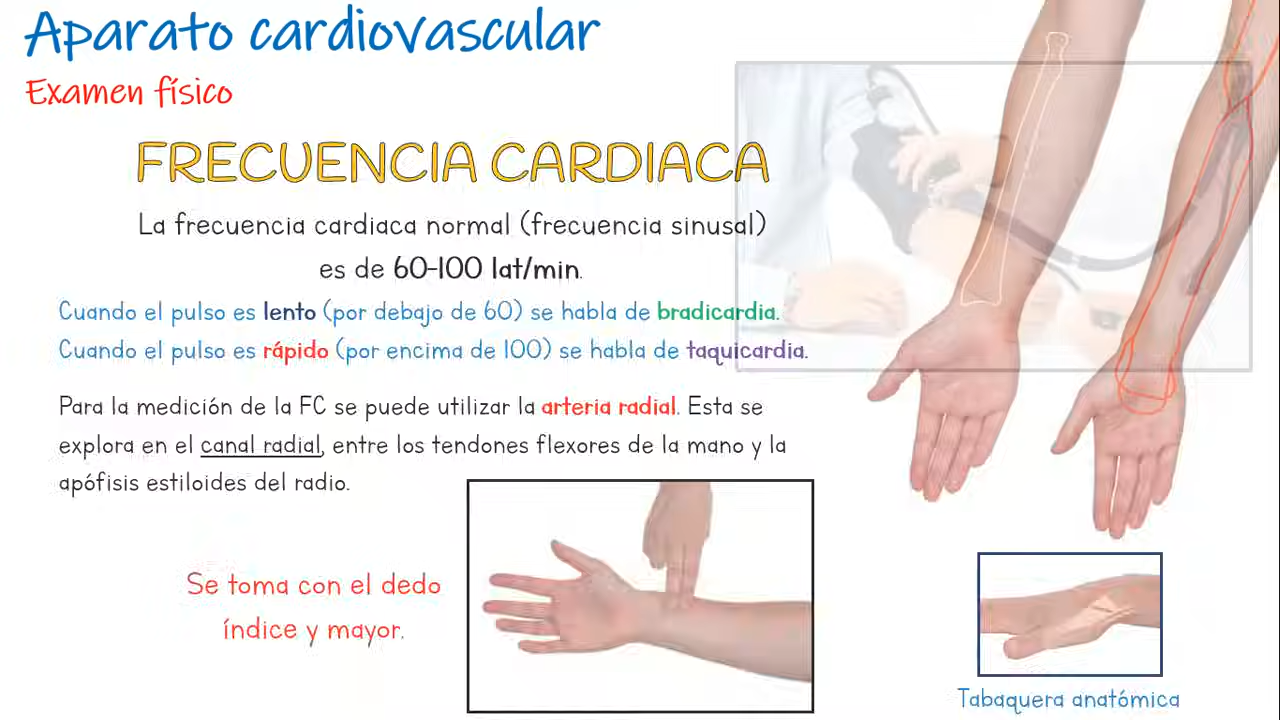 Aparato cardiovascular
Examen físico
FRECUENCIA CARDIACA
La frecuencia cardiaca normal (frecuencia sinusal)
es de 60-100 lat/min.
Cuando el pulso es lento (por debajo de 60) se habla de bradicardia.
Cuando el pulso es rápido (por encima de 100) se habla de taquicardia.
Para la medición de la FC se puede utilizar la arteria radial. Esta se
explora en el canal radial, entre los tendones flexores de la mano y la
apófisis estiloides del radio.
Se toma con el dedo
índice y mayor.
Tabaquera anatómica